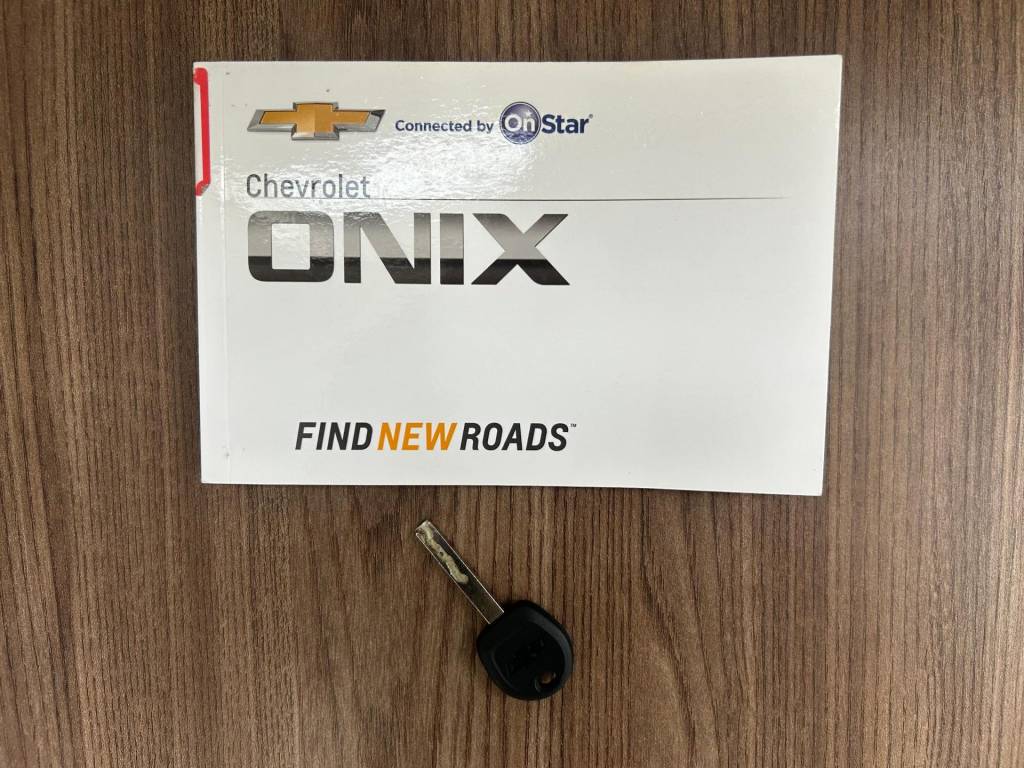 Connected by OnStar®
Chevrolet
ONIX
FIND NEW ROADS™